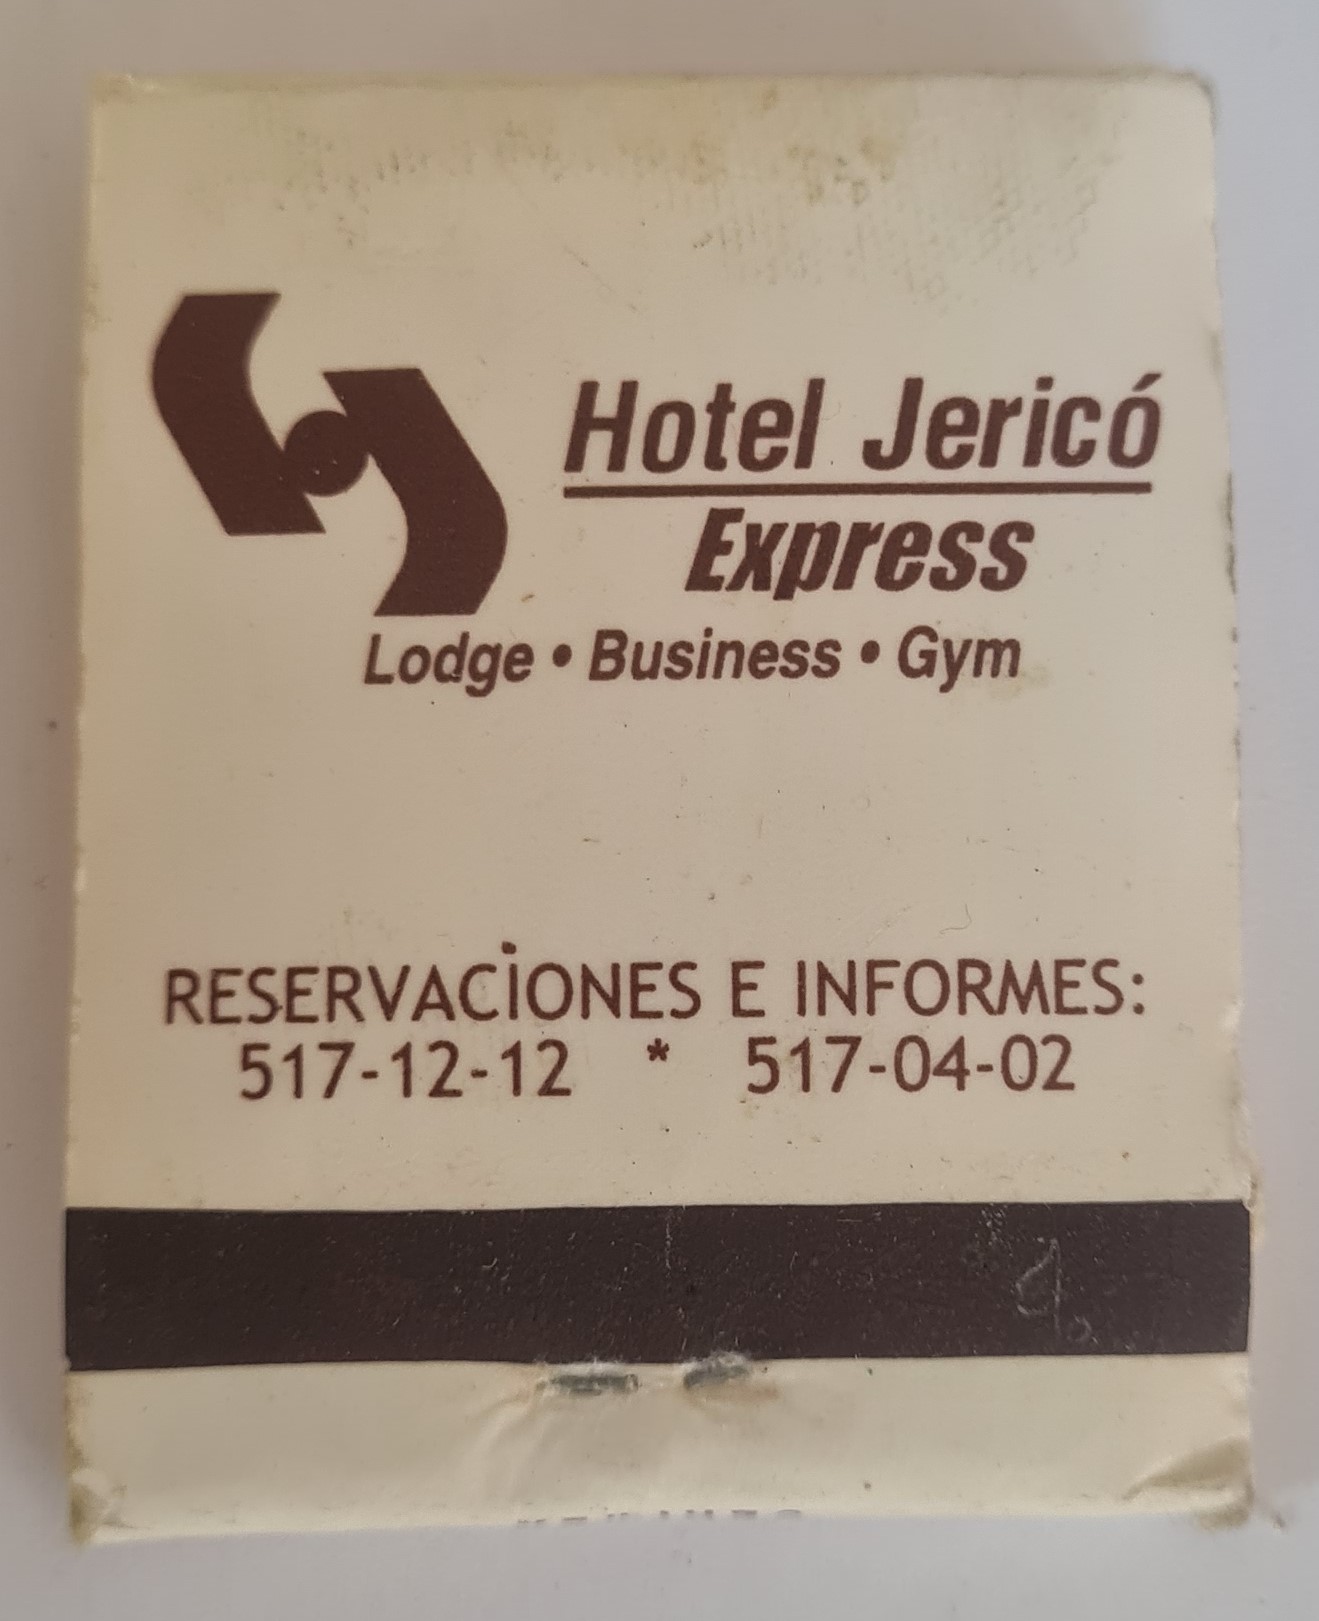 Hotel Jericó
Express
Lodge • Business • Gym
RESERVACIONES E INFORMES:
517-12-12 * 517-04-02